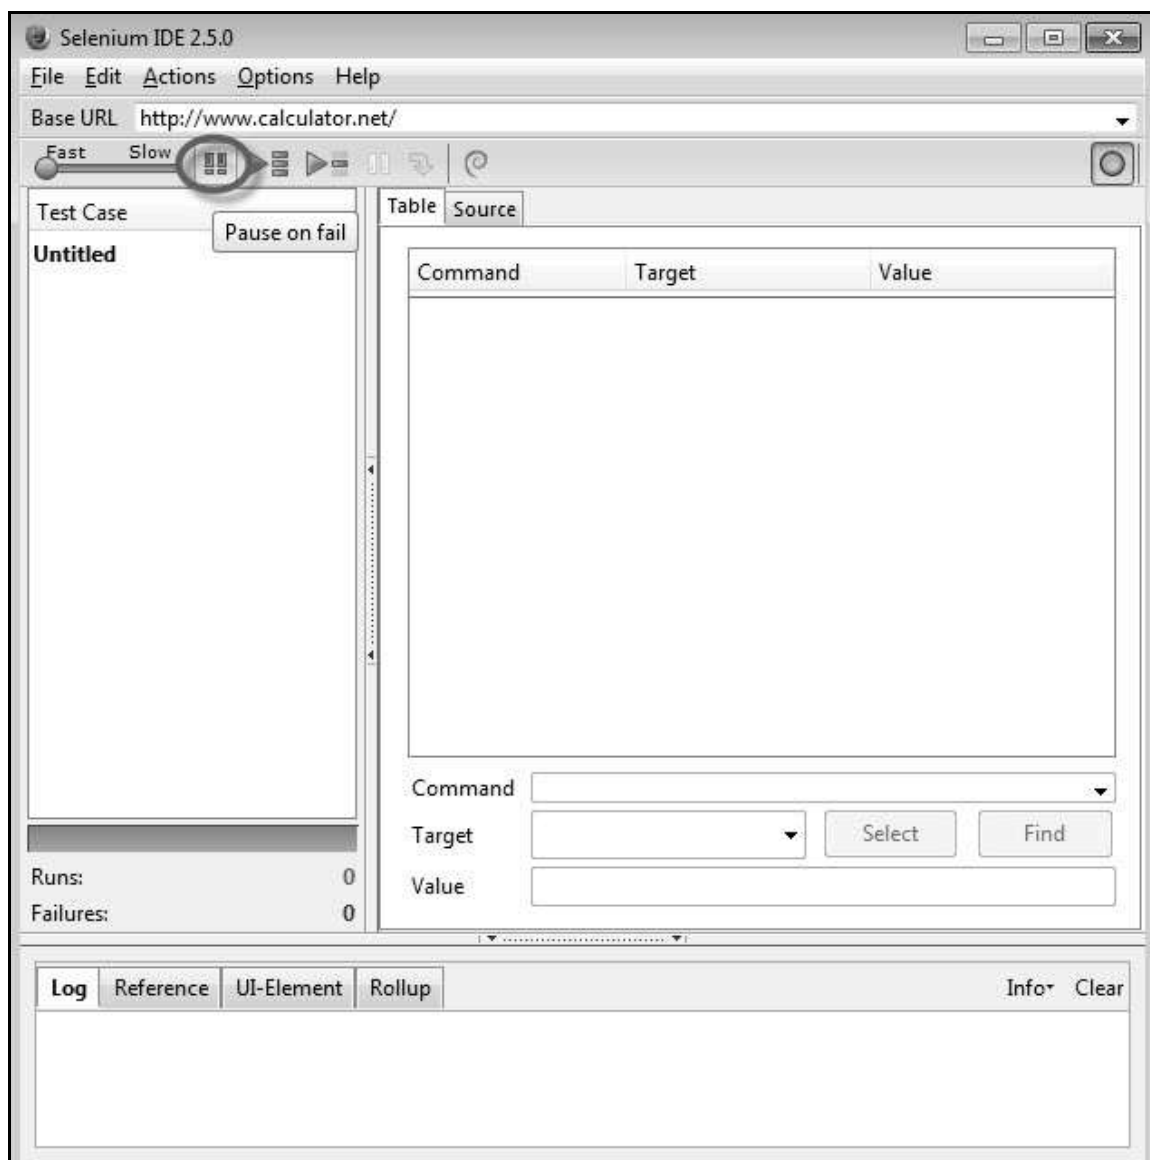 Selenium IDE 2.5.0
File Edit Actions Options Help
Base URL http://www.calculator.net/
Fast Slow
Test Case
Pause on fail
Untitled
Table Source
Command Target Value
Command
Target Select Find
Value
Runs: 0
Failures: 0
Log Reference UI-Element Rollup Info Clear